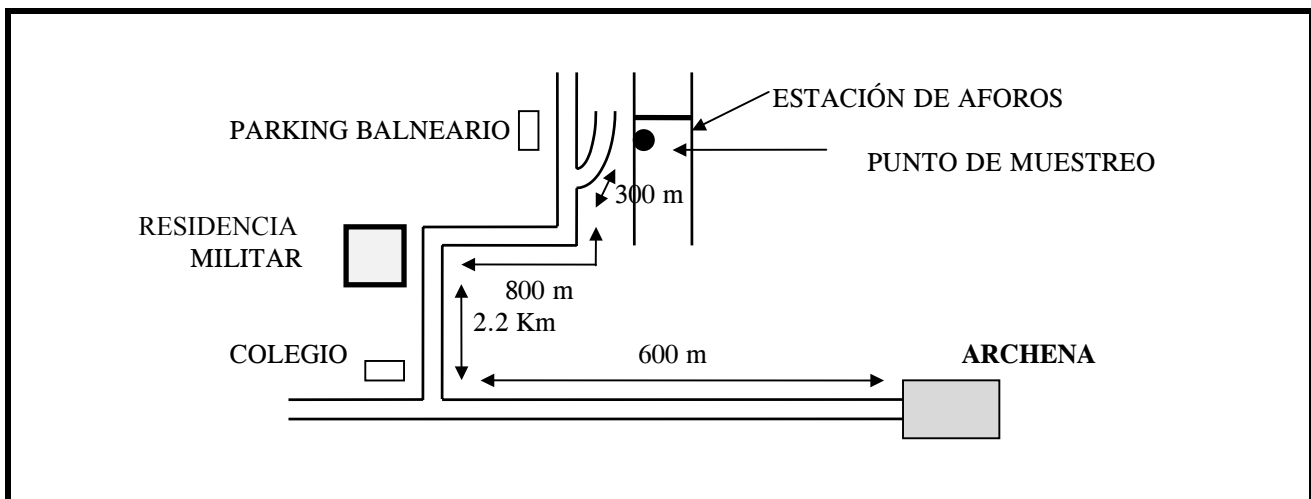 ESTACIÓN DE AFOROS
PARKING BALNEARIO
PUNTO DE MUESTREO
300 m
RESIDENCIA
MILITAR
800 m
2.2 Km
COLEGIO
600 m
ARCHENA